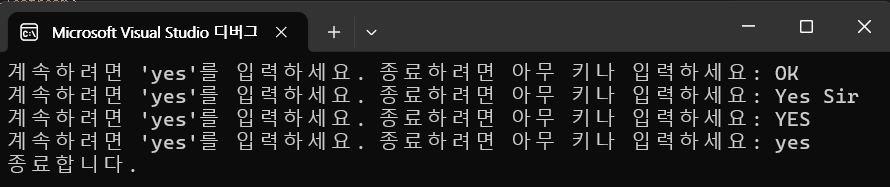 Microsoft Visual Studio 디버그
계속하려면 'yes'를 입력하세요. 종료하려면 아무 키나 입력하세요: OK
계속하려면 'yes'를 입력하세요. 종료하려면 아무 키나 입력하세요: Yes Sir
계속하려면 'yes'를 입력하세요. 종료하려면 아무 키나 입력하세요: YES
계속하려면 'yes'를 입력하세요. 종료하려면 아무 키나 입력하세요: yes
종료합니다.